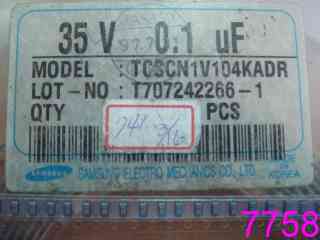 35 V 0.1 uF
MODEL : TCSCN1V104KADR
LOT-NO : T707242266-1
QTY PCS
SAMSUNG
SAMSUNG ELECTRO MECHANICS CO., LTD
KOREA
7758